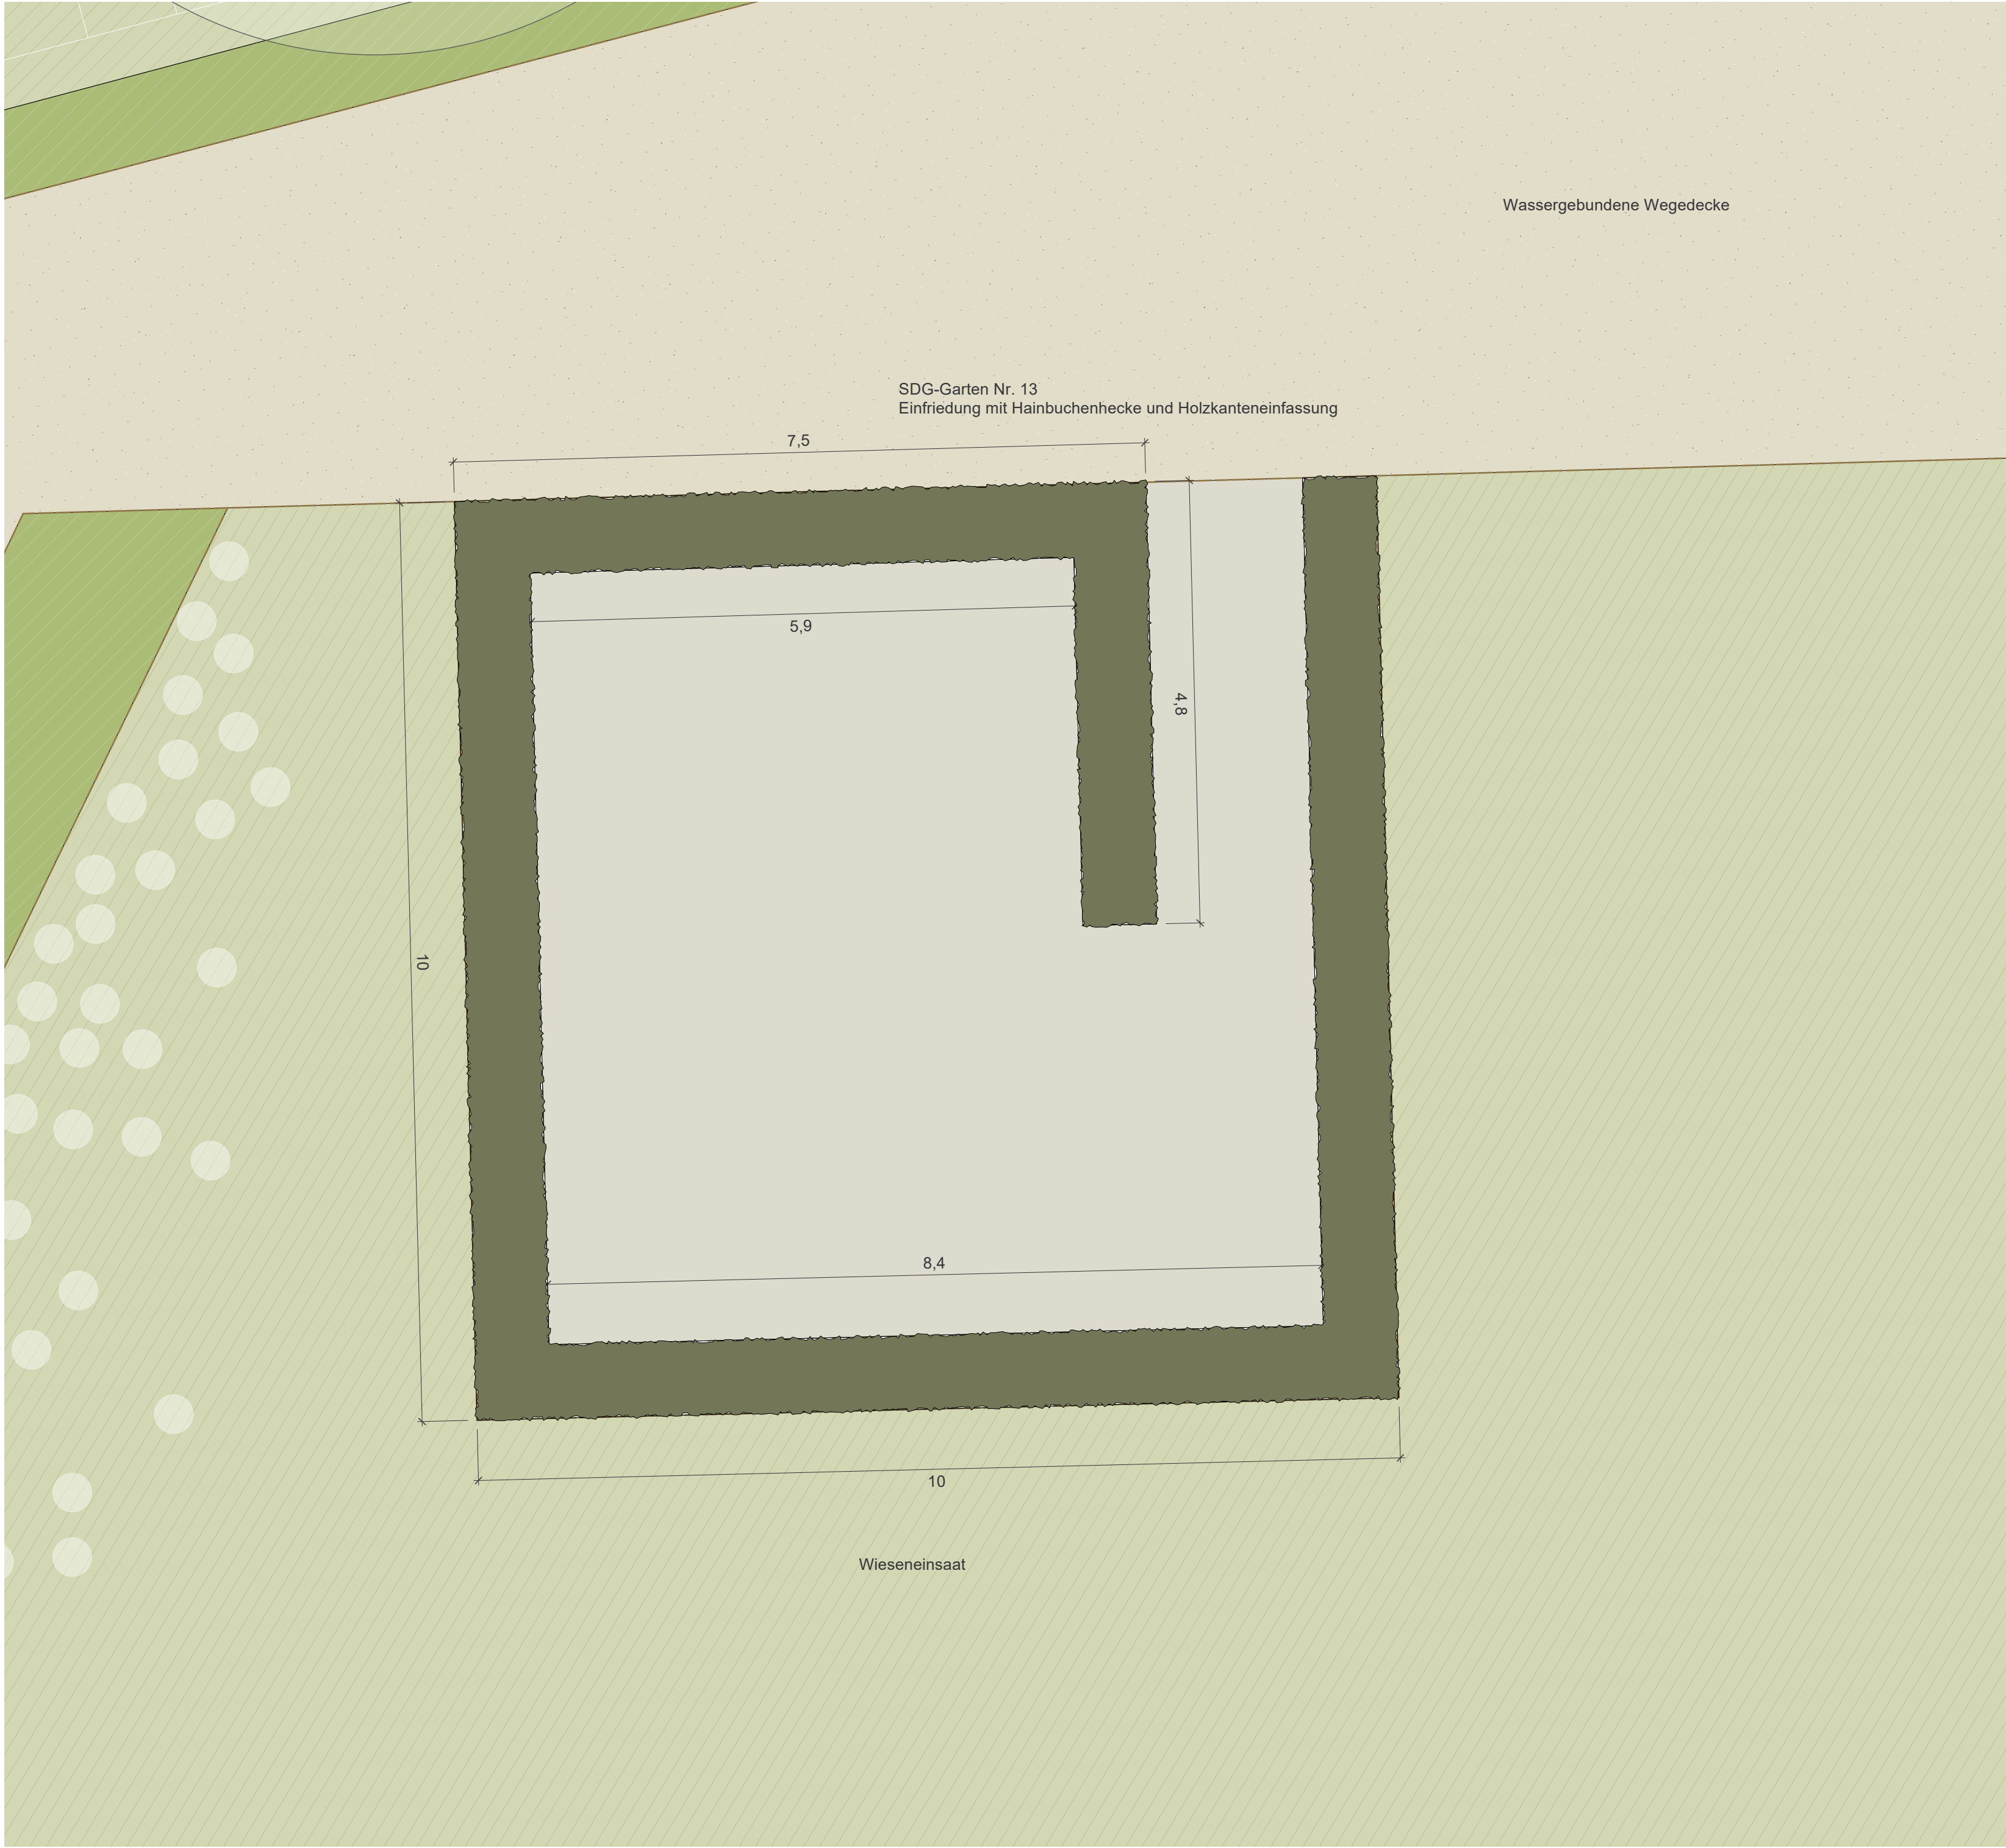 Wassergebundene Wegedecke
SDG-Garten Nr. 13
Einfriedung mit Hainbuchenhecke und Holzkanteneinfassung
7,5
5,9
4,8
10
8,4
10
Wieseneinsaat